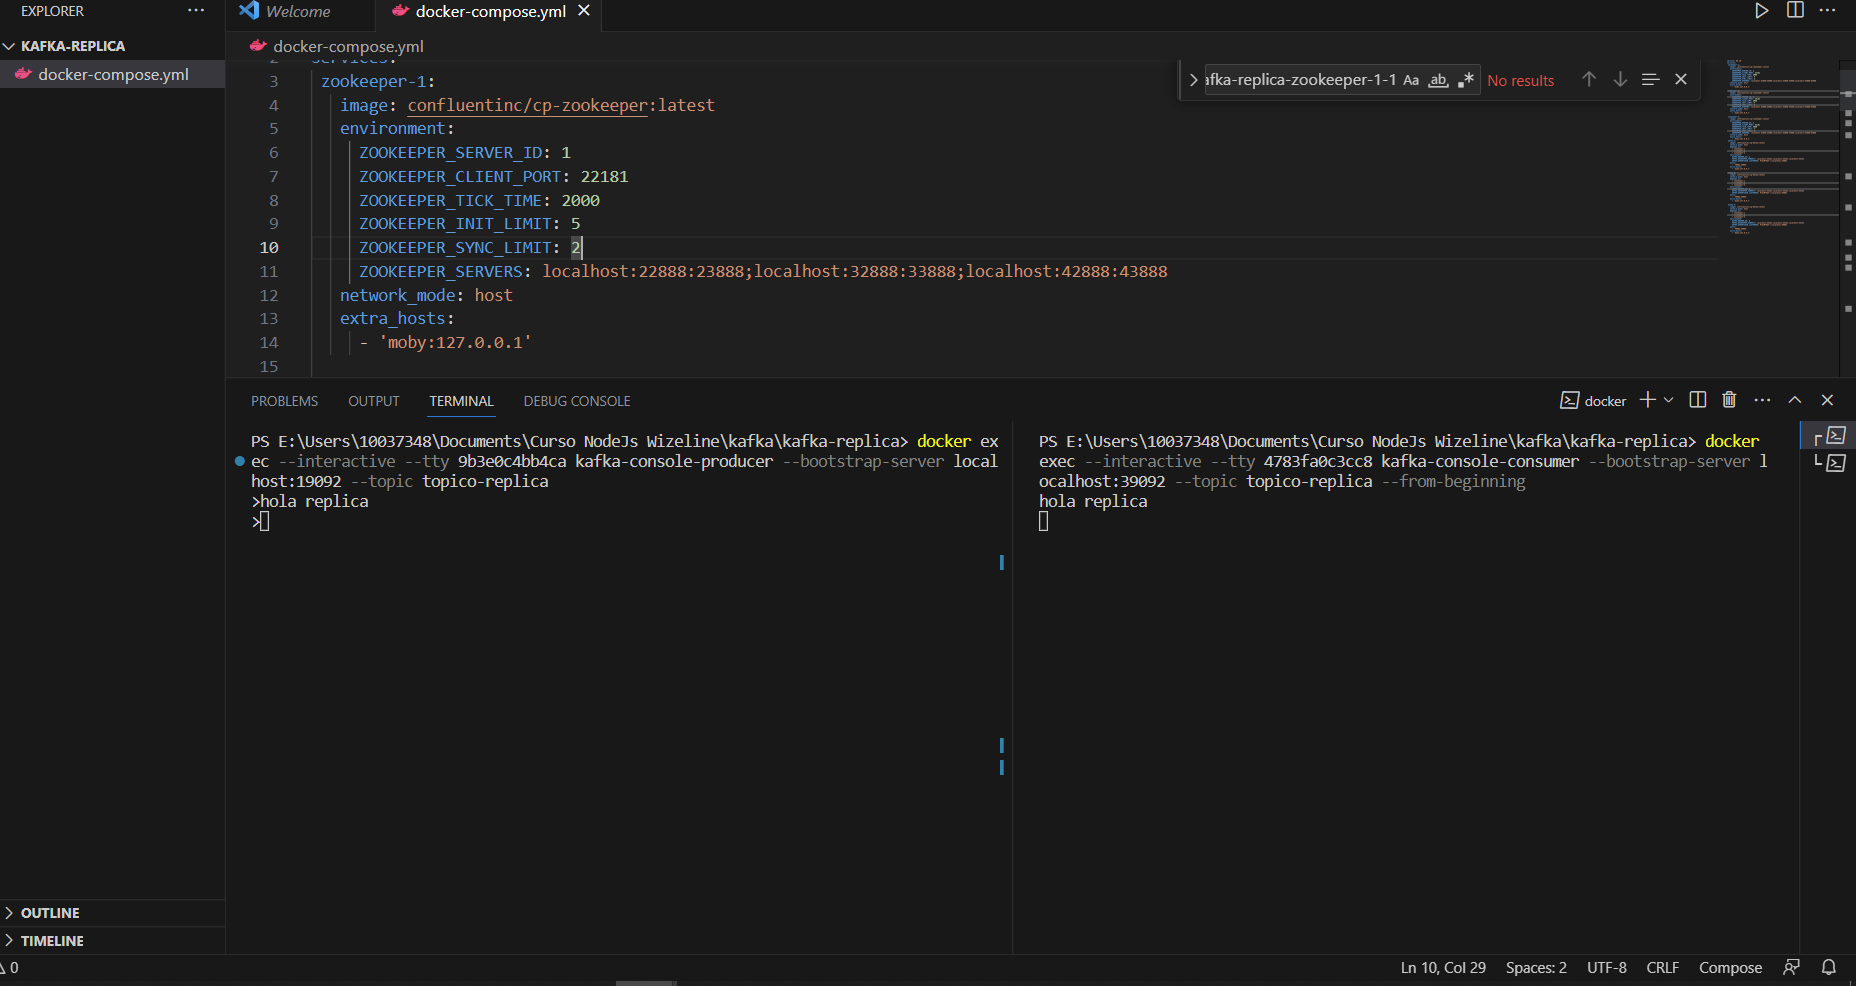 EXPLORER
Welcome
docker-compose.yml
KAFKA-REPLICA
docker-compose.yml
docker-compose.yml
afka-replica-zookeeper-1-1 Aa ab No results
3 zookeeper-1:
4 image: confluentinc/cp-zookeeper:latest
5 environment:
6 ZOOKEEPER_SERVER_ID: 1
7 ZOOKEEPER_CLIENT_PORT: 22181
8 ZOOKEEPER_TICK_TIME: 2000
9 ZOOKEEPER_INIT_LIMIT: 5
10 ZOOKEEPER_SYNC_LIMIT: 2
11 ZOOKEEPER_SERVERS: localhost:22888:23888;localhost:32888:33888;localhost:42888:43888
12 network_mode: host
13 extra_hosts:
14 - 'moby:127.0.0.1'
15
PROBLEMS OUTPUT TERMINAL DEBUG CONSOLE
docker
PS E:\Users\10037348\Documents\Curso NodeJs Wizeline\kafka\kafka-replica> docker ex
ec --interactive --tty 9b3e0c4bb4ca kafka-console-producer --bootstrap-server local
host:19092 --topic topico-replica
>hola replica
>
PS E:\Users\10037348\Documents\Curso NodeJs Wizeline\kafka\kafka-replica> docker
exec --interactive --tty 4783fa0c3cc8 kafka-console-consumer --bootstrap-server l
ocalhost:39092 --topic topico-replica --from-beginning
hola replica
OUTLINE
TIMELINE
0
Ln 10, Col 29 Spaces: 2 UTF-8 CRLF Compose